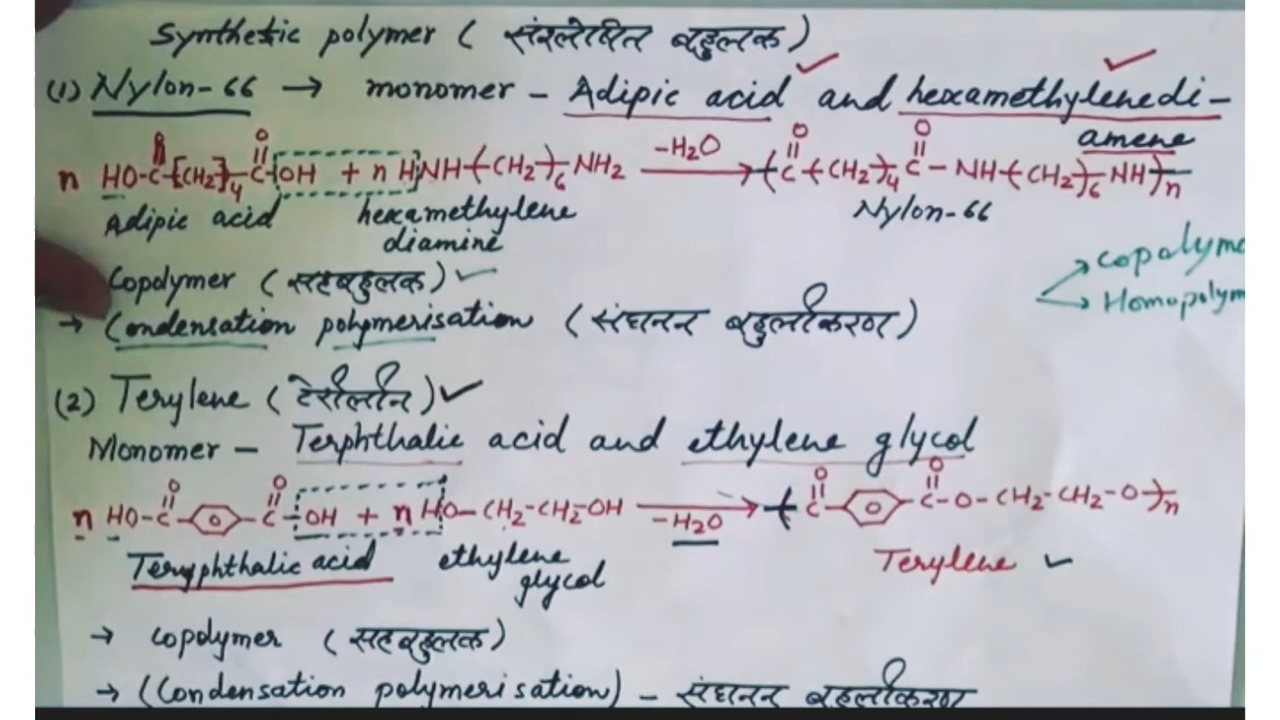 Synthetic polymer ( संश्लेषित बहुलक )
(1) Nylon-66 → monomer - Adipic acid and hexamethylenedi-
amene
n HO-C-[CH2]4-C-OH + n HNH-(CH2)6-NH2 -H2O → (C-(CH2)4-C-NH-(CH2)6-NH)n
O O O O
Adipic acid hexamethylene diamine Nylon-66
Copolymer ( सहबहुलक ) ✓
→ Condensation polymerisation ( संघनन बहुलीकरण )
→ Copolym
→ Homopolym
(2) Terylene ( टेरीलीन ) ✓
Monomer - Terphthalic acid and ethylene glycol
O O O O
n HO-C-⌬-C-OH + n HO-CH2-CH2-OH -H2O → (C-⌬-C-O-CH2-CH2-O)n
Teryphthalic acid ethylene glycol Terylene ✓
→ copolymer ( सहबहुलक )
→ (Condensation polymerisation) - संघनन बहुलीकरण